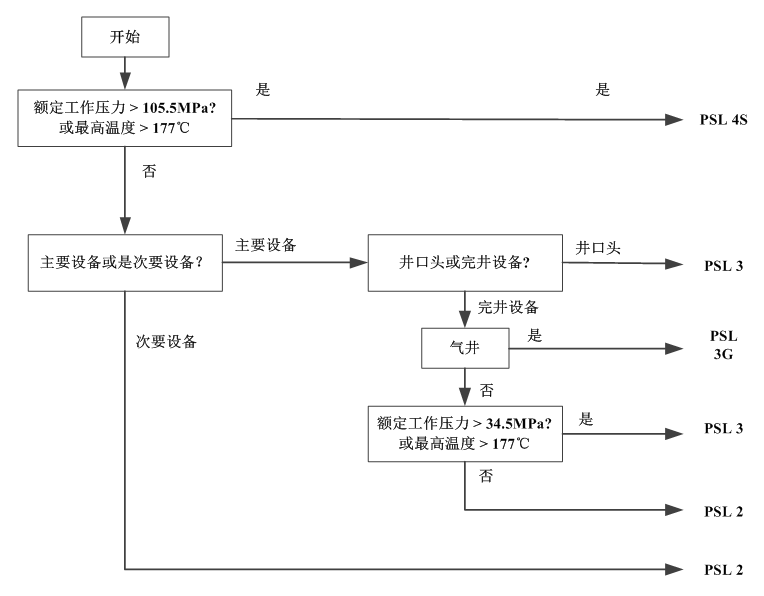 开始
额定工作压力 > 105.5MPa?
或最高温度 > 177℃
是
是
PSL 4S
否
主要设备或是次要设备？
主要设备
井口头或完井设备?
井口头
PSL 3
完井设备
次要设备
气井
是
PSL
3G
否
额定工作压力 > 34.5MPa?
或最高温度 > 177℃
是
PSL 3
否
PSL 2
PSL 2